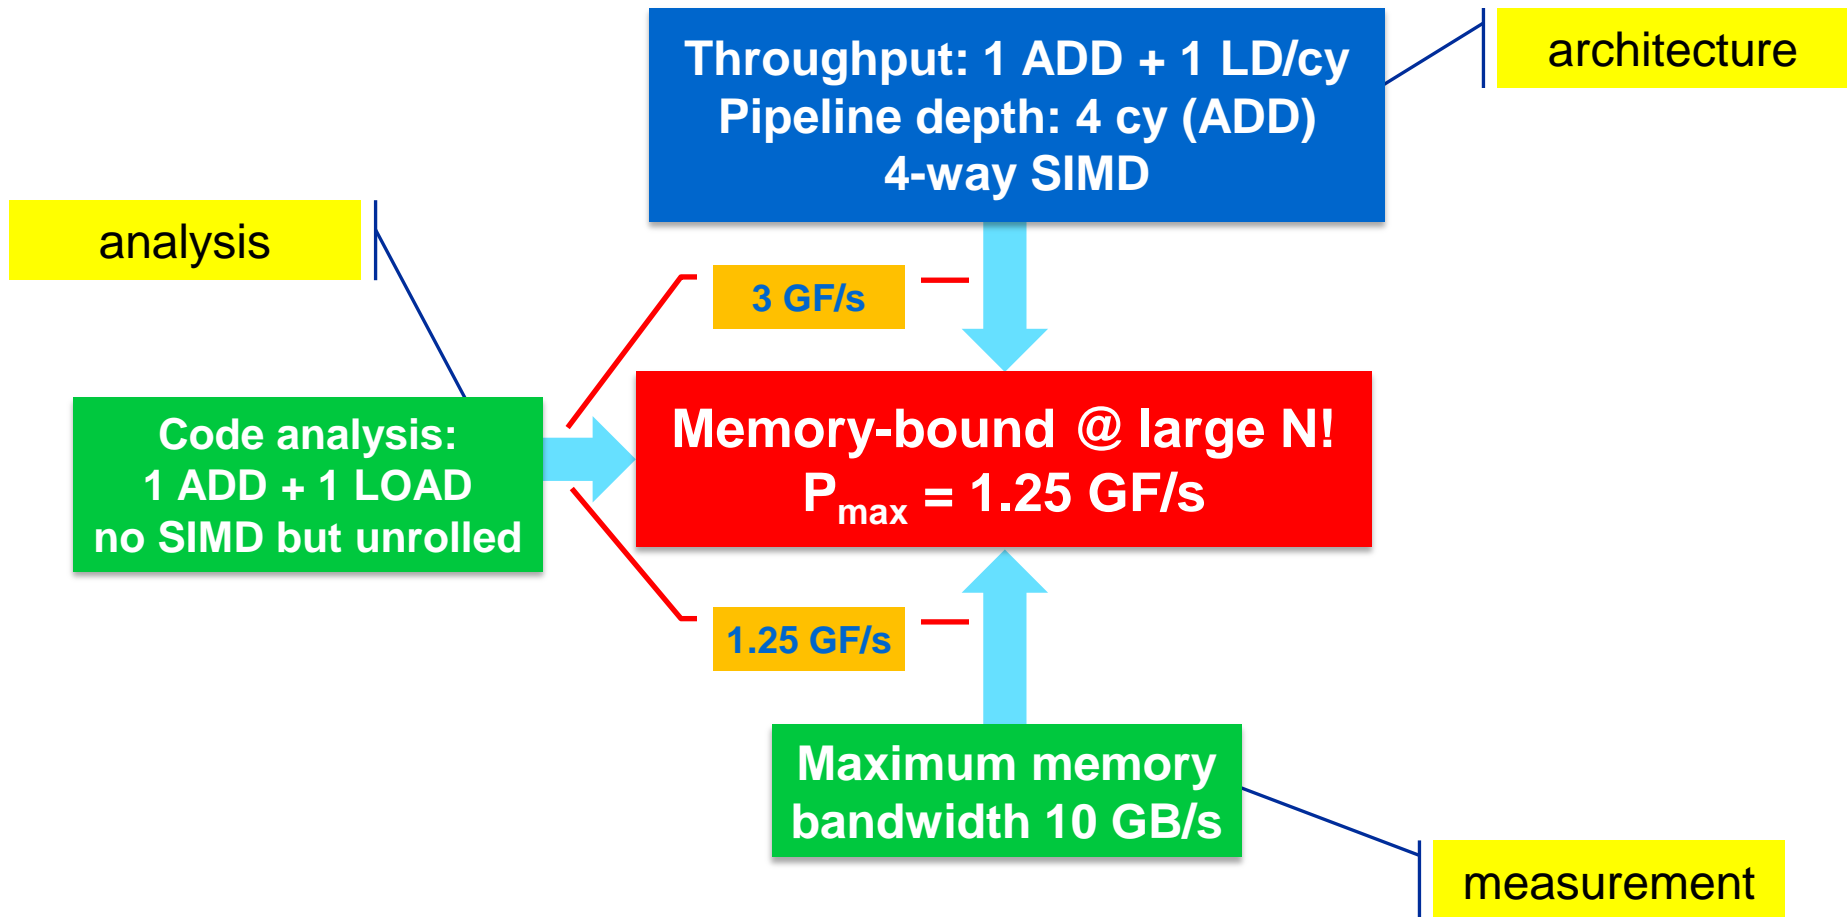 Throughput: 1 ADD + 1 LD/cy
Pipeline depth: 4 cy (ADD)
4-way SIMD
architecture
analysis
3 GF/s
Code analysis:
1 ADD + 1 LOAD
no SIMD but unrolled
Memory-bound @ large N!
Pmax = 1.25 GF/s
1.25 GF/s
Maximum memory
bandwidth 10 GB/s
measurement